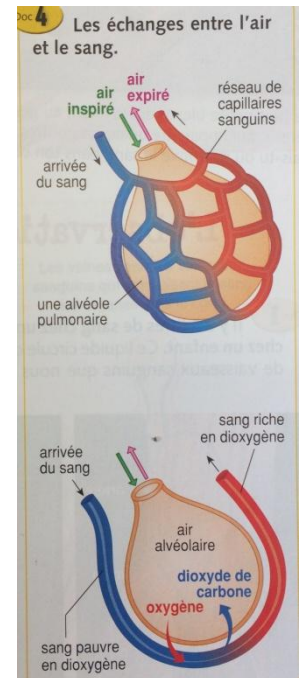 Doc 4 Les échanges entre l'air
et le sang.
air
inspiré
air
expiré
réseau de
capillaires
sanguins
arrivée
du sang
une alvéole
pulmonaire
sang riche
en dioxygène
arrivée
du sang
air
alvéolaire
dioxyde de
carbone
oxygène
sang pauvre
en dioxygène